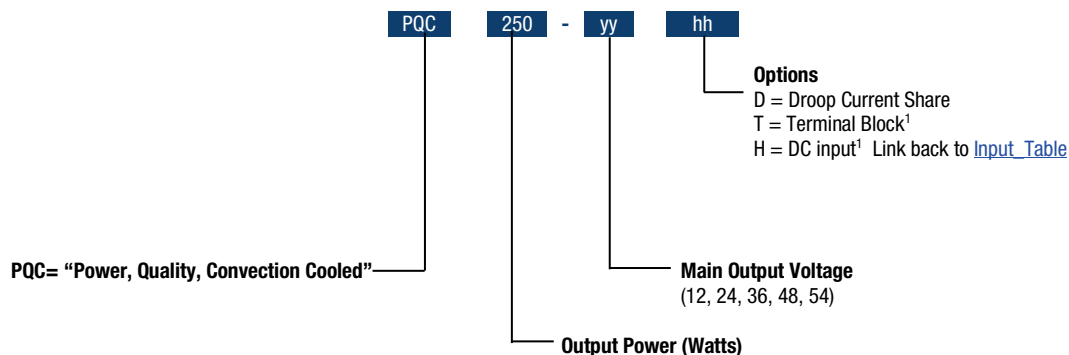 PQC 250 - yy hh
Options
D = Droop Current Share
T = Terminal Block¹
H = DC input¹ Link back to Input_Table
PQC= “Power, Quality, Convection Cooled”
Main Output Voltage
(12, 24, 36, 48, 54)
Output Power (Watts)